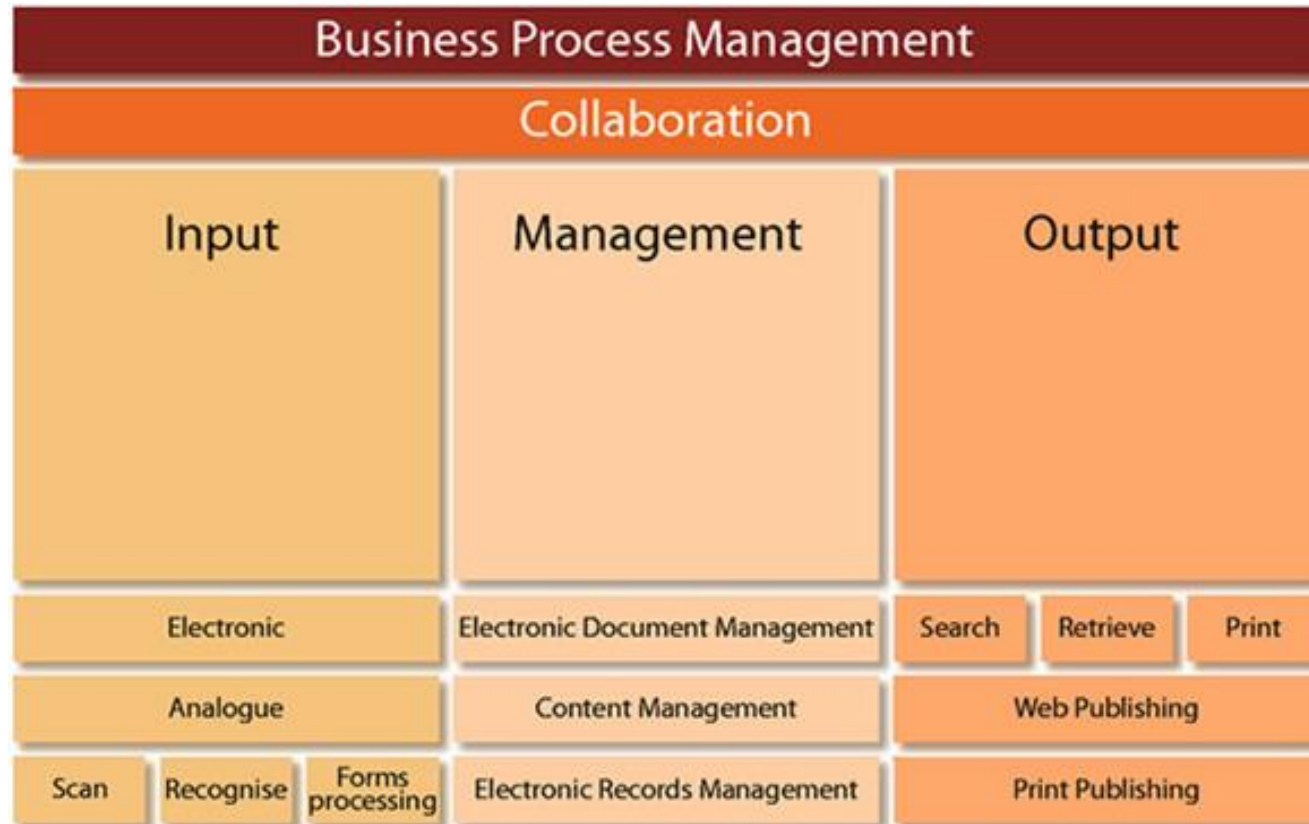 Business Process Management
Collaboration
Input
Management
Output
Electronic
Electronic Document Management
Search
Retrieve
Print
Analogue
Content Management
Web Publishing
Scan
Recognise
Forms
processing
Electronic Records Management
Print Publishing